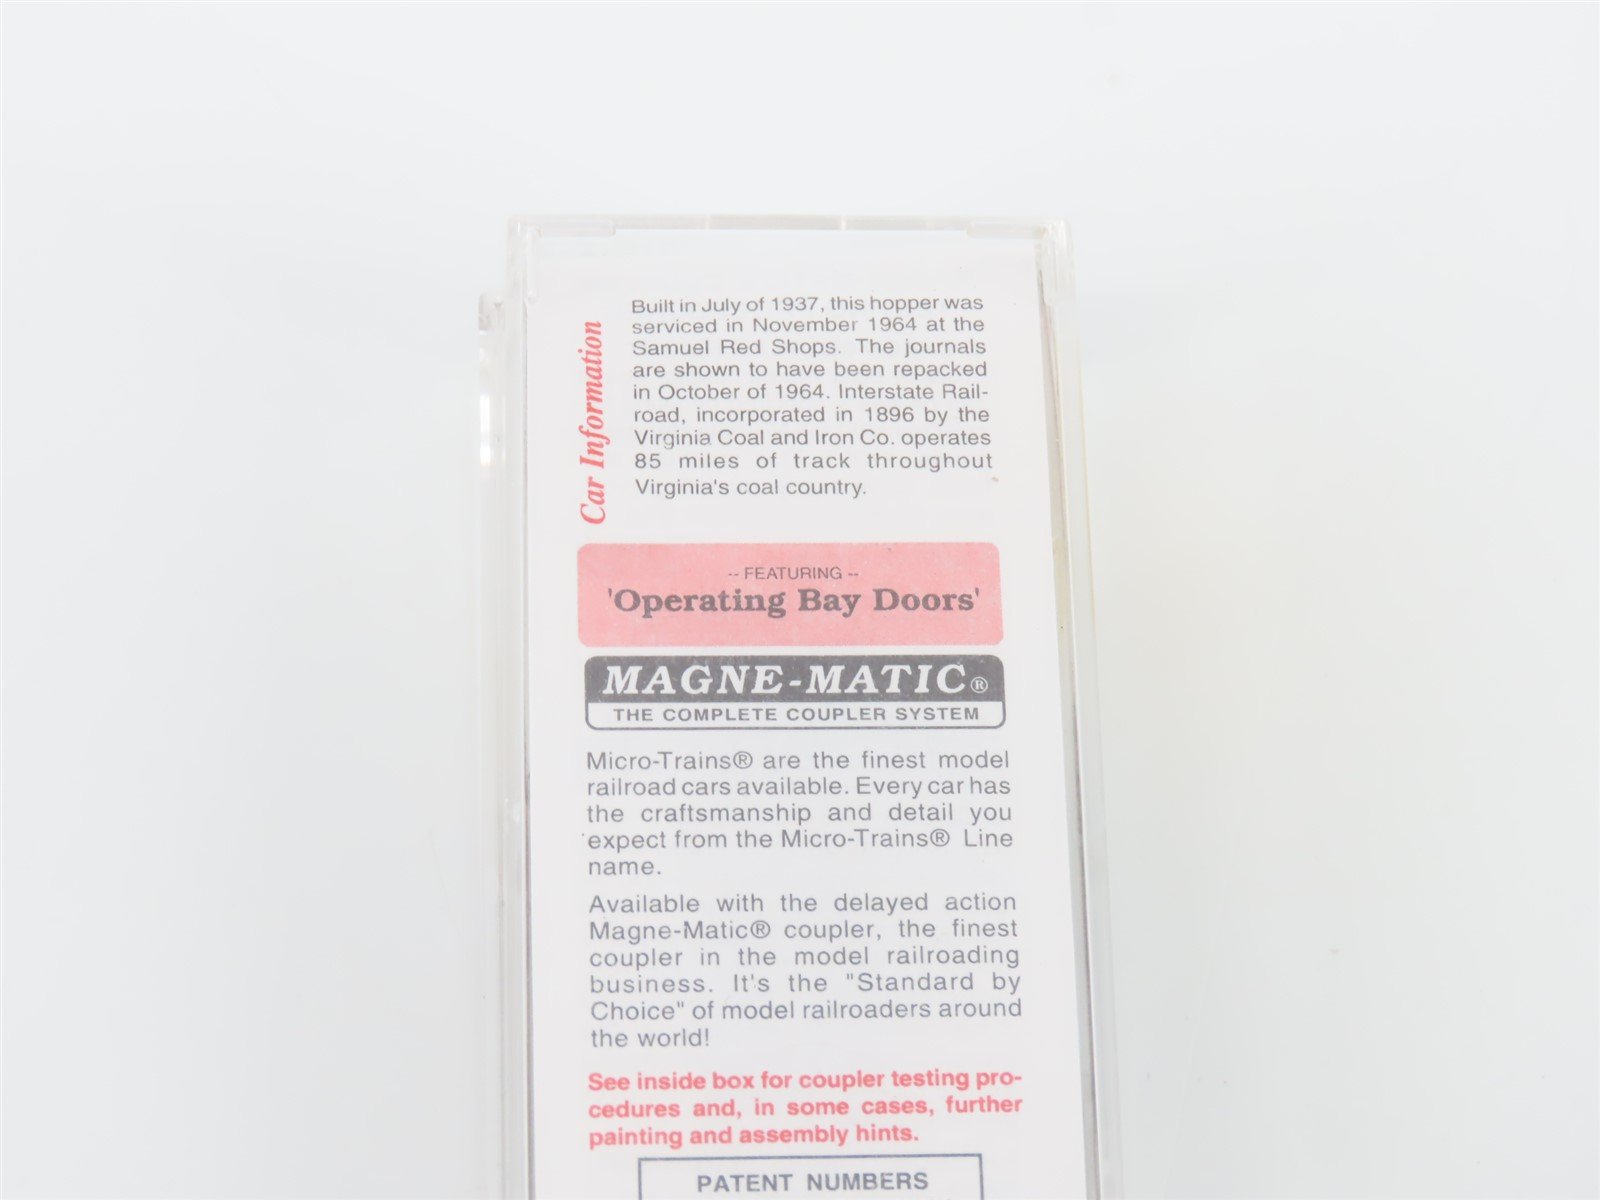 Car Information
Built in July of 1937, this hopper was
serviced in November 1964 at the
Samuel Red Shops. The journals
are shown to have been repacked
in October of 1964. Interstate Rail-
road, incorporated in 1896 by the
Virginia Coal and Iron Co. operates
85 miles of track throughout
Virginia's coal country.
-- FEATURING --
'Operating Bay Doors'
MAGNE-MATIC®
THE COMPLETE COUPLER SYSTEM
Micro-Trains® are the finest model
railroad cars available. Every car has
the craftsmanship and detail you
expect from the Micro-Trains® Line
name.
Available with the delayed action
Magne-Matic® coupler, the finest
coupler in the model railroading
business. It's the "Standard by
Choice" of model railroaders around
the world!
See inside box for coupler testing pro-
cedures and, in some cases, further
painting and assembly hints.
PATENT NUMBERS